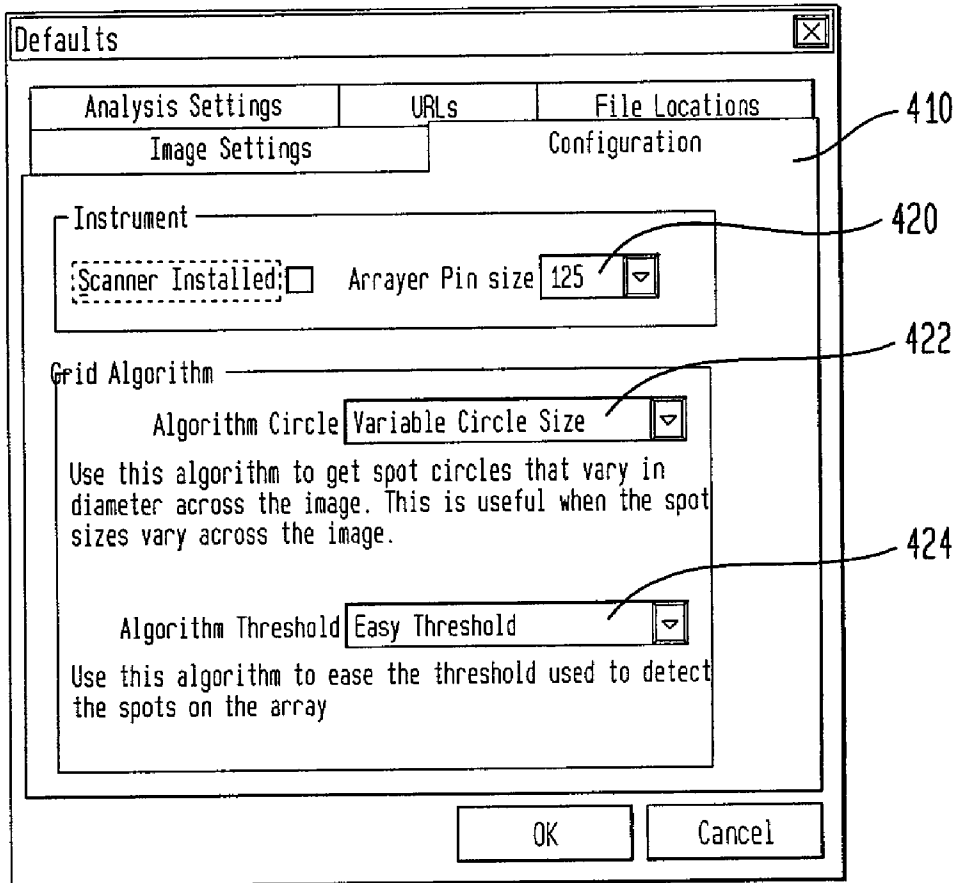 Defaults
Analysis Settings URLs File Locations
410
Image Settings Configuration
Instrument
420
Scanner Installed: Arrayer Pin size 125
422
Grid Algorithm
Algorithm Circle Variable Circle Size
Use this algorithm to get spot circles that vary in
diameter across the image. This is useful when the spot
sizes vary across the image.
424
Algorithm Threshold Easy Threshold
Use this algorithm to ease the threshold used to detect
the spots on the array
OK Cancel